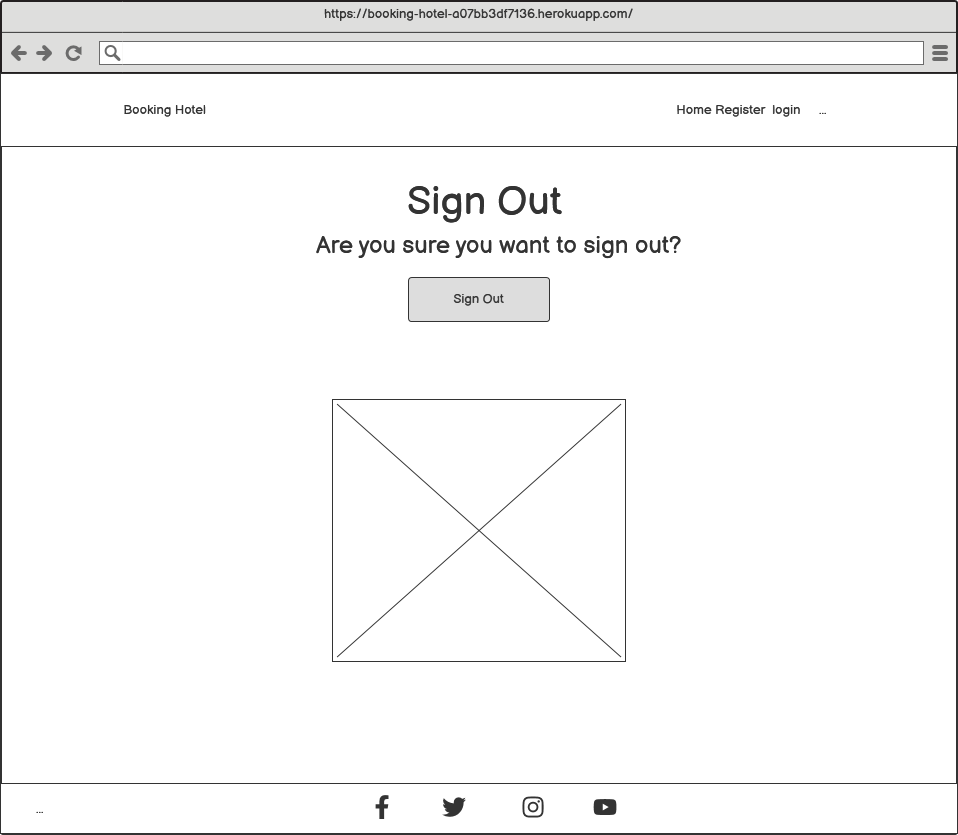 https://booking-hotel-a07bb3df7136.herokuapp.com/
Booking Hotel
Home Register login ...
Sign Out
Are you sure you want to sign out?
Sign Out
...